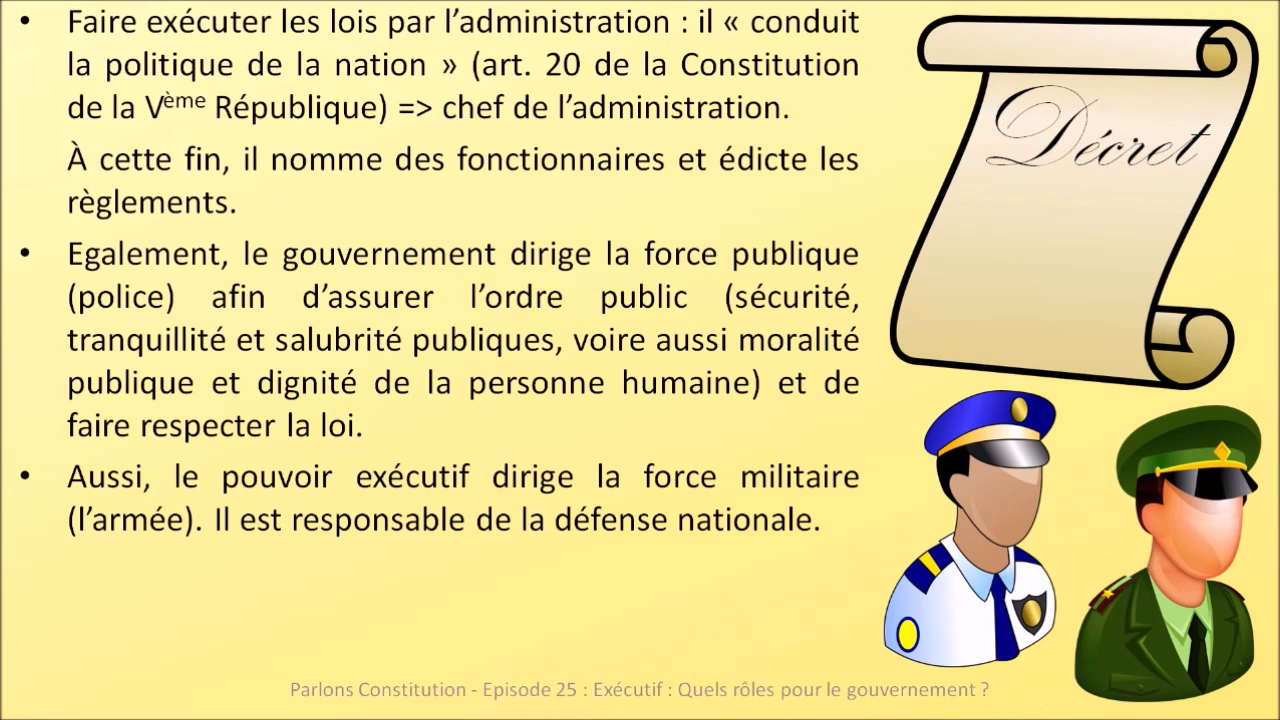 • Faire exécuter les lois par l’administration : il « conduit
la politique de la nation » (art. 20 de la Constitution
de la Vème République) => chef de l’administration.
À cette fin, il nomme des fonctionnaires et édicte les
règlements.
• Egalement, le gouvernement dirige la force publique
(police) afin d’assurer l’ordre public (sécurité,
tranquillité et salubrité publiques, voire aussi moralité
publique et dignité de la personne humaine) et de
faire respecter la loi.
• Aussi, le pouvoir exécutif dirige la force militaire
(l’armée). Il est responsable de la défense nationale.
Décret
Parlons Constitution - Episode 25 : Exécutif : Quels rôles pour le gouvernement ?